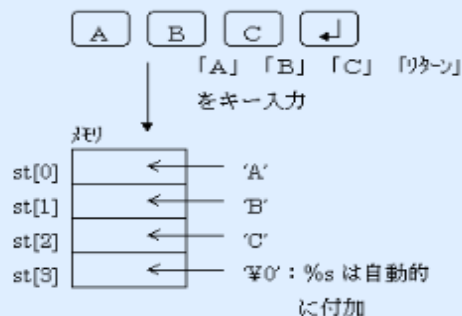 A B C ↵
「A」 「B」 「C」 「リターン」
をキー入力
メモリ
st[0] 'A'
st[1] 'B'
st[2] 'C'
st[3] '¥0'：%s は自動的
に付加